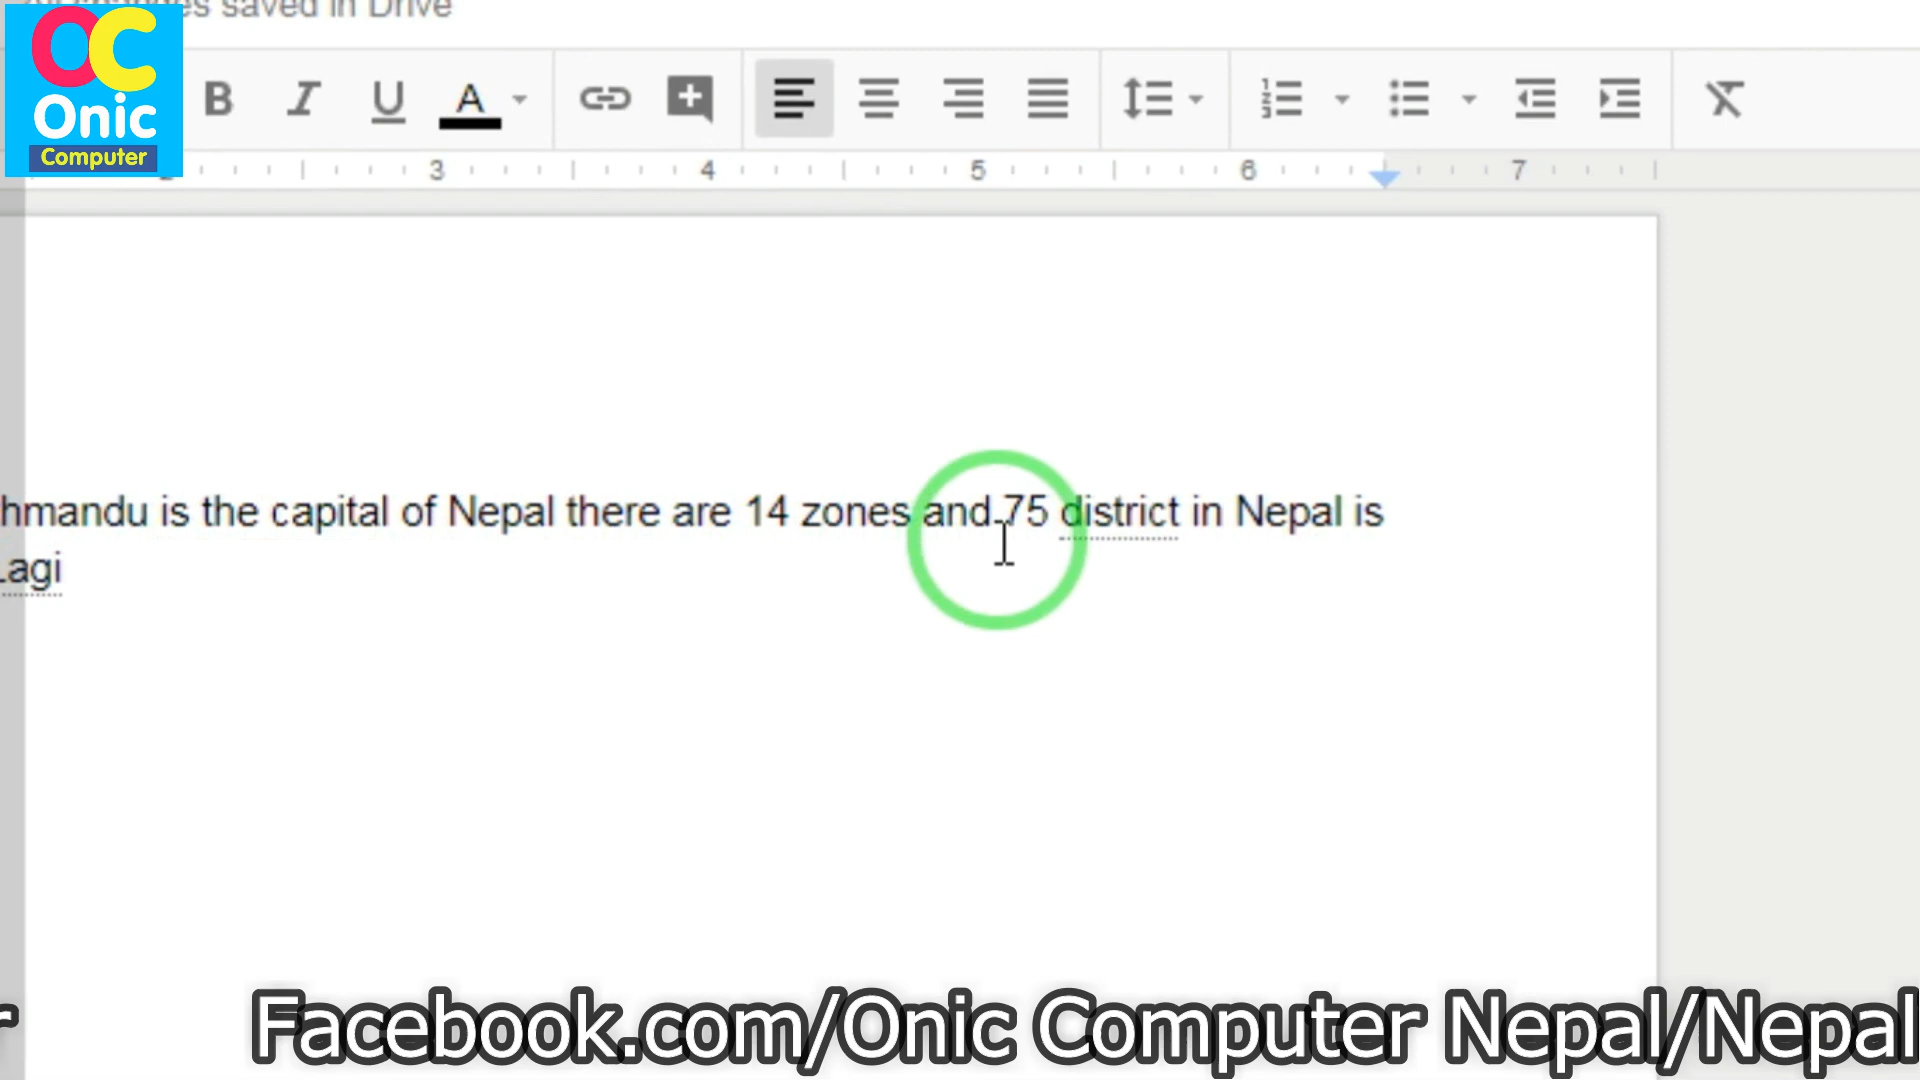 saved in Drive
OC
Onic
Computer
B I U A
3 4 5 6 7
hmandu is the capital of Nepal there are 14 zones and 75 district in Nepal is
Lagi
Facebook.com/Onic Computer Nepal/Nepal